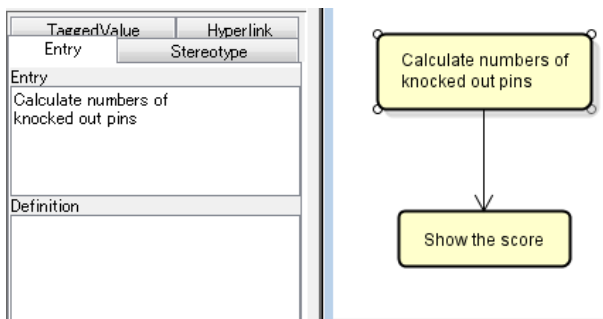 TaggedValue
Hyperlink
Entry
Stereotype
Entry
Calculate numbers of
knocked out pins
Definition
Calculate numbers of
knocked out pins
Show the score